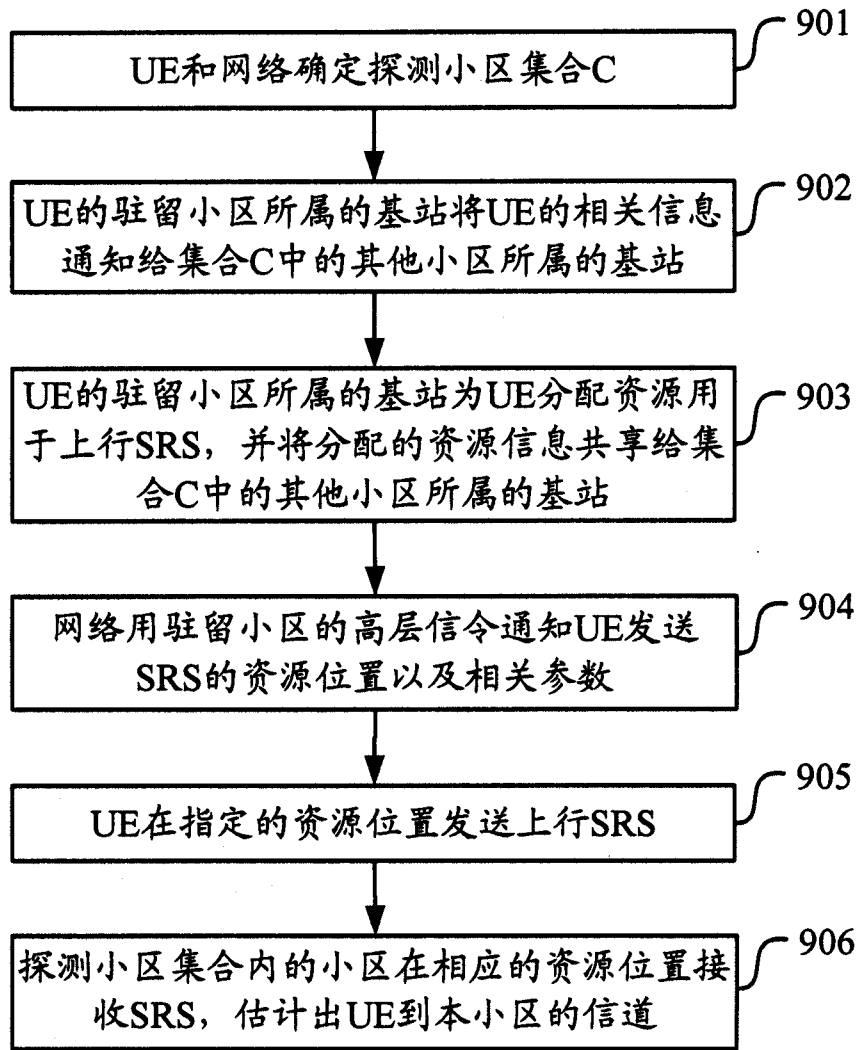 901
UE和网络确定探测小区集合C
902
UE的驻留小区所属的基站将UE的相关信息
通知给集合C中的其他小区所属的基站
903
UE的驻留小区所属的基站为UE分配资源用
于上行SRS，并将分配的资源信息共享给集
合C中的其他小区所属的基站
904
网络用驻留小区的高层信令通知UE发送
SRS的资源位置以及相关参数
905
UE在指定的资源位置发送上行SRS
906
探测小区集合内的小区在相应的资源位置接
收SRS，估计出UE到本小区的信道